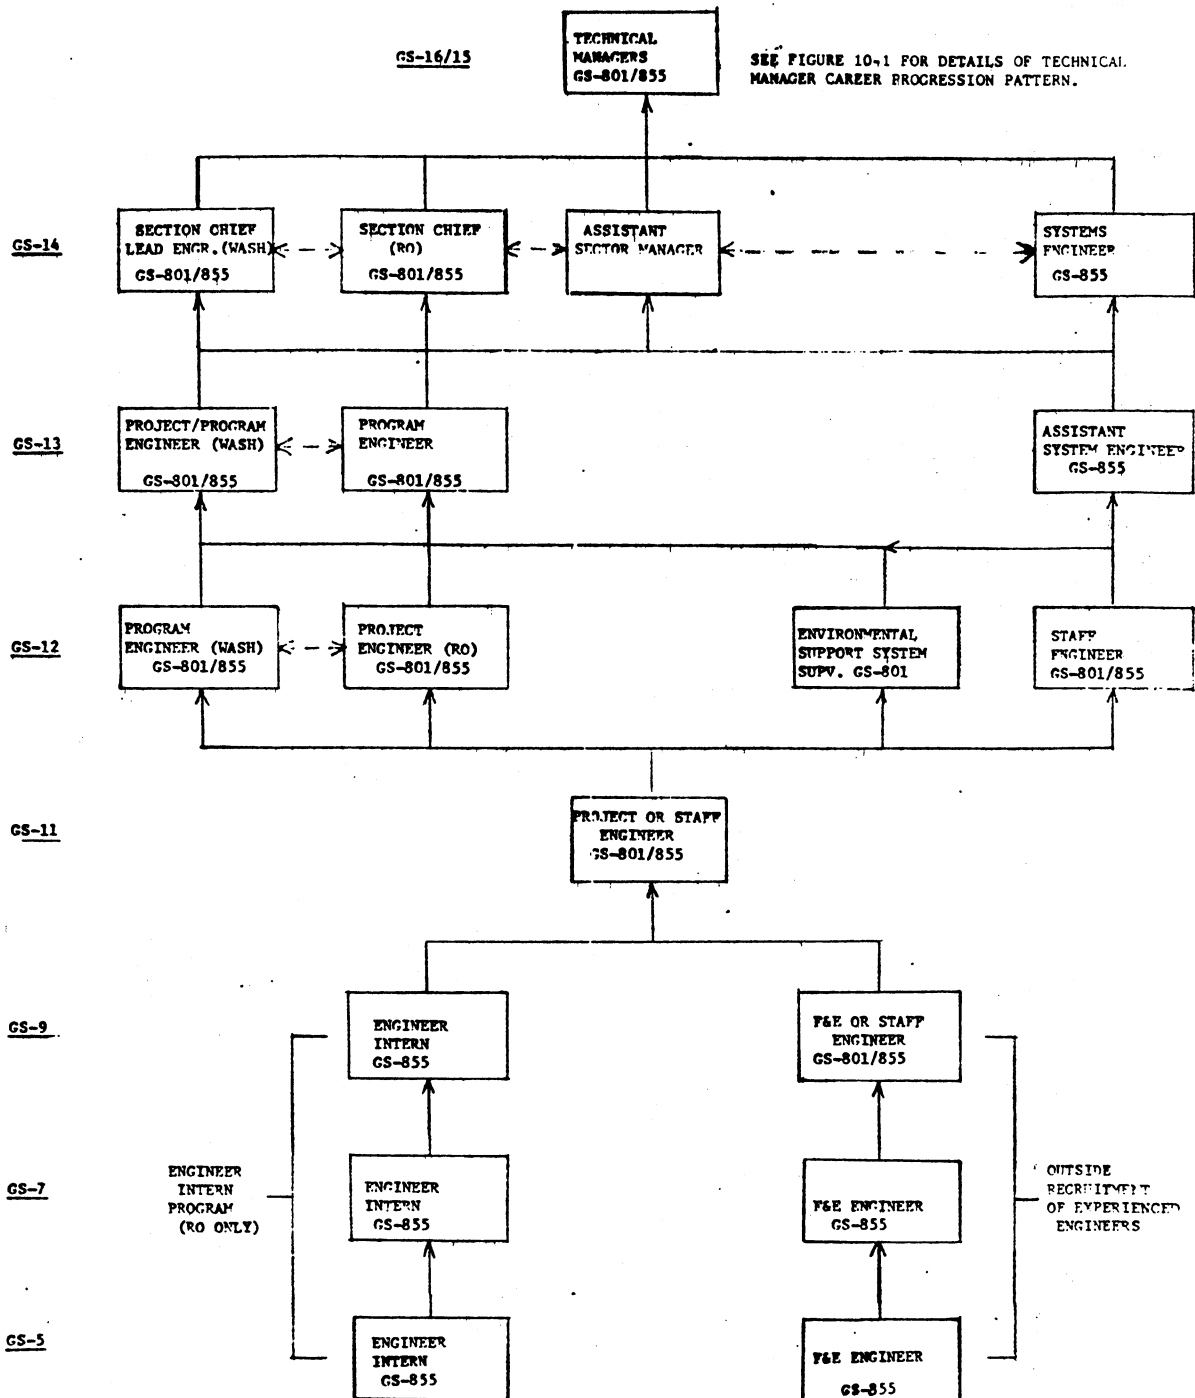 GS-16/15
TECHNICAL
MANAGERS
GS-801/855
SEE FIGURE 10-1 FOR DETAILS OF TECHNICAL
MANAGER CAREER PROGRESSION PATTERN.
GS-14
SECTION CHIEF
LEAD ENGR.(WASH)
GS-801/855
SECTION CHIEF
(RO)
GS-801/855
ASSISTANT
SECTOR MANAGER
SYSTEMS
ENGINEER
GS-855
GS-13
PROJECT/PROGRAM
ENGINEER (WASH)
GS-801/855
PROGRAM
ENGINEER
GS-801/855
ASSISTANT
SYSTEM ENGINEER
GS-855
GS-12
PROGRAM
ENGINEER (WASH)
GS-801/855
PROJECT
ENGINEER (RO)
GS-801/855
ENVIRONMENTAL
SUPPORT SYSTEM
SUPV. GS-801
STAFF
ENGINEER
GS-801/855
GS-11
PROJECT OR STAFF
ENGINEER
GS-801/855
GS-9
ENGINEER
INTERN
GS-855
F&E OR STAFF
ENGINEER
GS-801/855
ENGINEER
INTERN
PROGRAM
(RO ONLY)
GS-7
ENGINEER
INTERN
GS-855
F&E ENGINEER
GS-855
OUTSIDE
RECRUITMENT
OF EXPERIENCED
ENGINEERS
GS-5
ENGINEER
INTERN
GS-855
F&E ENGINEER
GS-855